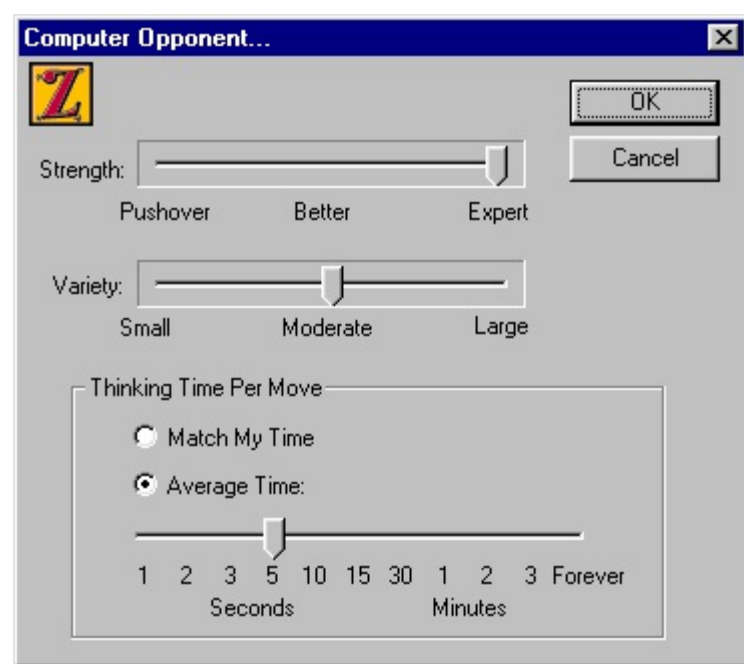 Computer Opponent...
Z
OK
Cancel
Strength:
Pushover Better Expert
Variety:
Small Moderate Large
Thinking Time Per Move
Match My Time
Average Time:
1 2 3 5 10 15 30 1 2 3 Forever
Seconds Minutes